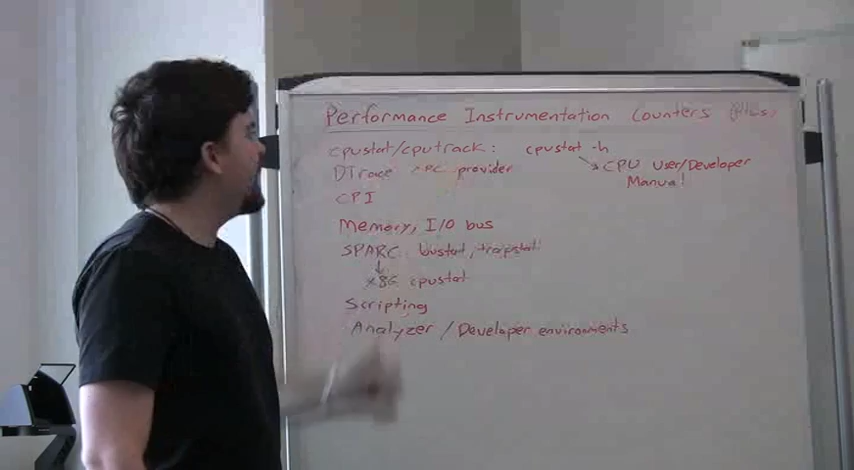 Performance Instrumentation Counters
cpustat/cputrack: cpustat -h
CPU User/Developer
DTrace CPC provider
Manual
CPI
Memory, I/O bus
SPARC: busstat, trapstat
x86 cpustat
Scripting
Analyzer / Developer environments